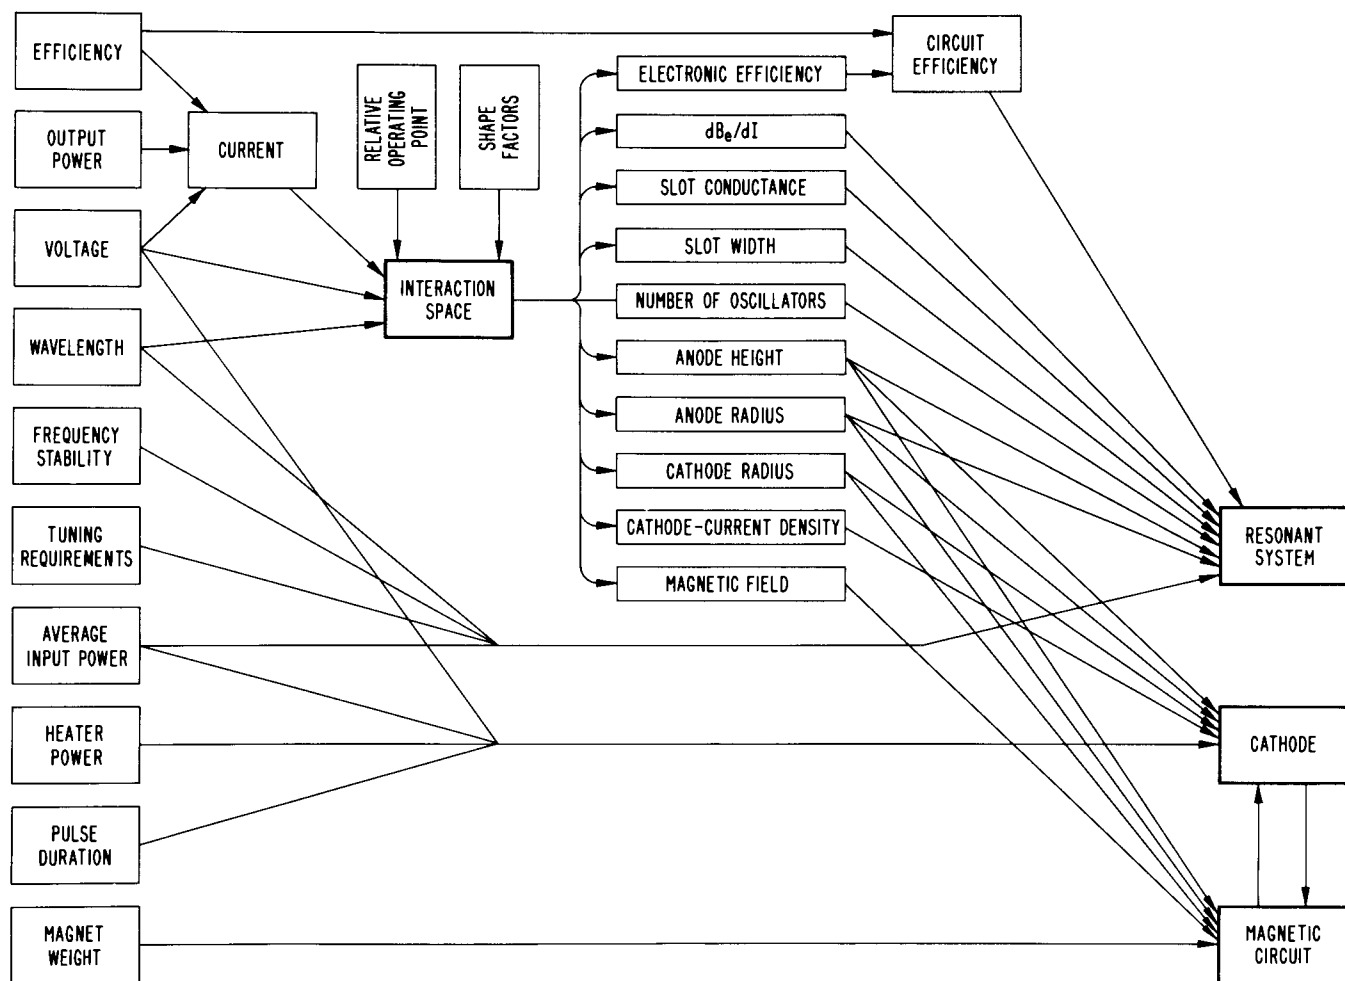 EFFICIENCY
OUTPUT
POWER
VOLTAGE
WAVELENGTH
FREQUENCY
STABILITY
TUNING
REQUIREMENTS
AVERAGE
INPUT POWER
HEATER
POWER
PULSE
DURATION
MAGNET
WEIGHT
CURRENT
RELATIVE
OPERATING
POINT
SHAPE
FACTORS
INTERACTION
SPACE
ELECTRONIC EFFICIENCY
dBe/dI
SLOT CONDUCTANCE
SLOT WIDTH
NUMBER OF OSCILLATORS
ANODE HEIGHT
ANODE RADIUS
CATHODE RADIUS
CATHODE-CURRENT DENSITY
MAGNETIC FIELD
CIRCUIT
EFFICIENCY
RESONANT
SYSTEM
CATHODE
MAGNETIC
CIRCUIT